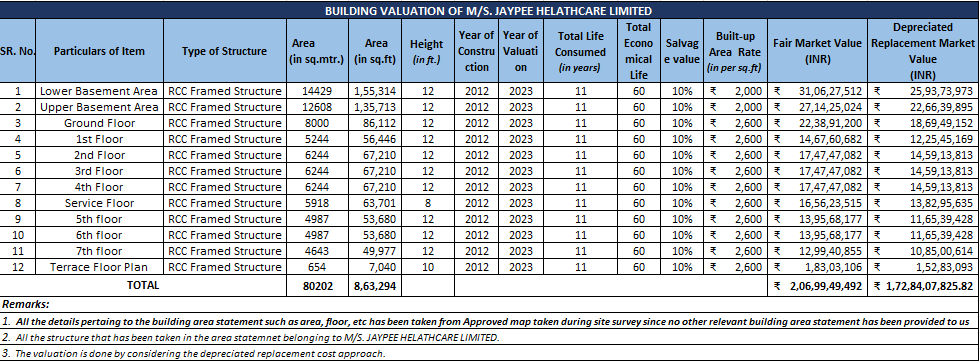 BUILDING VALUATION OF M/S. JAYPEE HELATHCARE LIMITED
SR. No. | Particulars of Item | Type of Structure | Area (in sq.mtr.) | Area (in sq.ft) | Height (in ft.) | Year of Constru ction | Year of Valuati on | Total Life Consumed (in years) | Total Econo mical Life | Salvag e value | Built-up Area Rate (in per sq.ft) | Fair Market Value (INR) | Depreciated Replacement Market Value (INR)
1 | Lower Basement Area | RCC Framed Structure | 14429 | 1,55,314 | 12 | 2012 | 2023 | 11 | 60 | 10% | ₹ 2,000 | ₹ 31,06,27,512 | ₹ 25,93,73,973
2 | Upper Basement Area | RCC Framed Structure | 12608 | 1,35,713 | 12 | 2012 | 2023 | 11 | 60 | 10% | ₹ 2,000 | ₹ 27,14,25,024 | ₹ 22,66,39,895
3 | Ground Floor | RCC Framed Structure | 8000 | 86,112 | 12 | 2012 | 2023 | 11 | 60 | 10% | ₹ 2,600 | ₹ 22,38,91,200 | ₹ 18,69,49,152
4 | 1st Floor | RCC Framed Structure | 5244 | 56,446 | 12 | 2012 | 2023 | 11 | 60 | 10% | ₹ 2,600 | ₹ 14,67,60,682 | ₹ 12,25,45,169
5 | 2nd Floor | RCC Framed Structure | 6244 | 67,210 | 12 | 2012 | 2023 | 11 | 60 | 10% | ₹ 2,600 | ₹ 17,47,47,082 | ₹ 14,59,13,813
6 | 3rd Floor | RCC Framed Structure | 6244 | 67,210 | 12 | 2012 | 2023 | 11 | 60 | 10% | ₹ 2,600 | ₹ 17,47,47,082 | ₹ 14,59,13,813
7 | 4th Floor | RCC Framed Structure | 6244 | 67,210 | 12 | 2012 | 2023 | 11 | 60 | 10% | ₹ 2,600 | ₹ 17,47,47,082 | ₹ 14,59,13,813
8 | Service Floor | RCC Framed Structure | 5918 | 63,701 | 8 | 2012 | 2023 | 11 | 60 | 10% | ₹ 2,600 | ₹ 16,56,23,515 | ₹ 13,82,95,635
9 | 5th floor | RCC Framed Structure | 4987 | 53,680 | 12 | 2012 | 2023 | 11 | 60 | 10% | ₹ 2,600 | ₹ 13,95,68,177 | ₹ 11,65,39,428
10 | 6th floor | RCC Framed Structure | 4987 | 53,680 | 12 | 2012 | 2023 | 11 | 60 | 10% | ₹ 2,600 | ₹ 13,95,68,177 | ₹ 11,65,39,428
11 | 7th floor | RCC Framed Structure | 4643 | 49,977 | 12 | 2012 | 2023 | 11 | 60 | 10% | ₹ 2,600 | ₹ 12,99,40,855 | ₹ 10,85,00,614
12 | Terrace Floor Plan | RCC Framed Structure | 654 | 7,040 | 10 | 2012 | 2023 | 11 | 60 | 10% | ₹ 2,600 | ₹ 1,83,03,106 | ₹ 1,52,83,093
TOTAL | 80202 | 8,63,294 | ₹ 2,06,99,49,492 | ₹ 1,72,84,07,825.82
Remarks:
1. All the details pertaing to the building area statement such as area, floor, etc has been taken from Approved map taken during site survey since no other relevant building area statement has been provided to us
2. All the structure that has been taken in the area statemnet belonging to M/S. JAYPEE HELATHCARE LIMITED.
3. The valuation is done by considering the depreciated replacement cost approach.